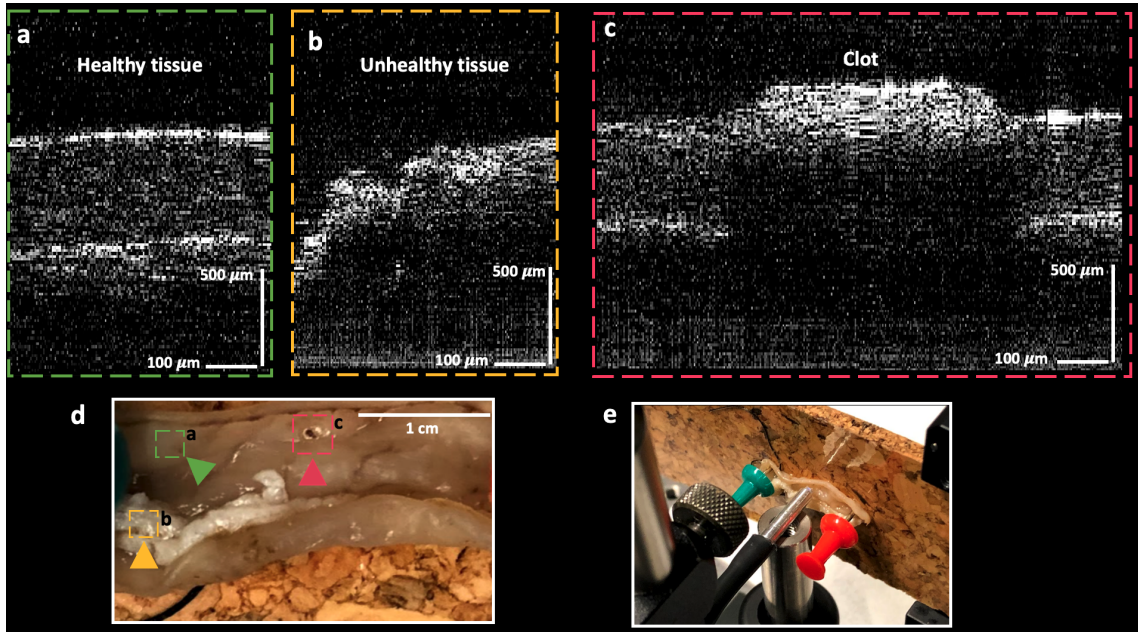 a
Healthy tissue
500 μm
100 μm
b
Unhealthy tissue
500 μm
100 μm
c
Clot
500 μm
100 μm
d
a
c
1 cm
b
e